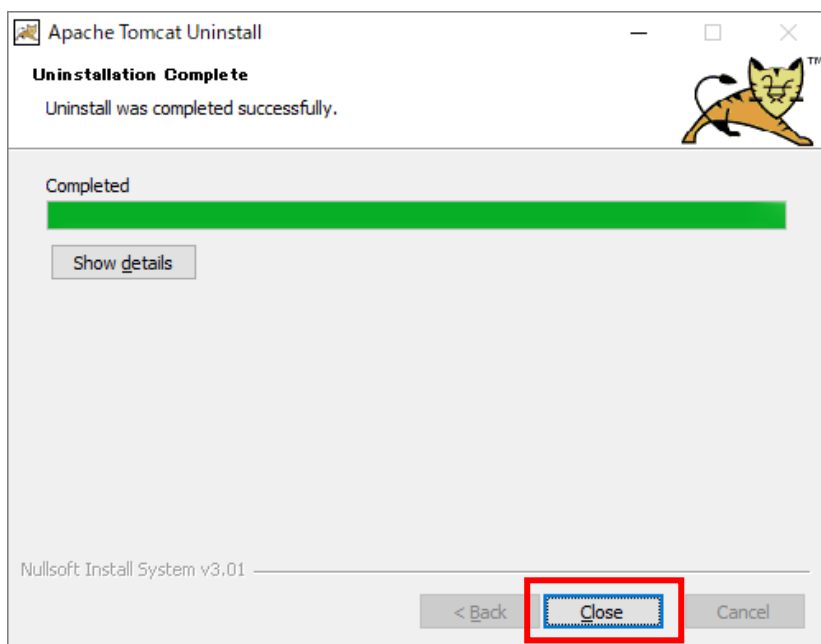 Apache Tomcat Uninstall
Uninstallation Complete
Uninstall was completed successfully.
TM
Completed
Show details
Nullsoft Install System v3.01
< Back
Close
Cancel